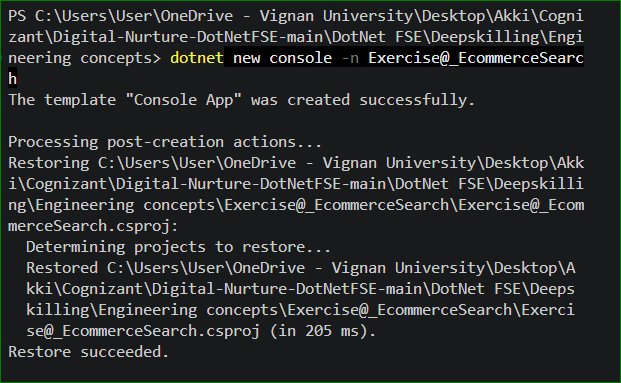 PS C:\Users\User\OneDrive - Vignan University\Desktop\Akki\Cogni
zant\Digital-Nurture-DotNetFSE-main\DotNet FSE\Deepskilling\Engi
neering concepts> dotnet new console -n Exercise@_EcommerceSearc
h
The template "Console App" was created successfully.

Processing post-creation actions...
Restoring C:\Users\User\OneDrive - Vignan University\Desktop\Akk
i\Cognizant\Digital-Nurture-DotNetFSE-main\DotNet FSE\Deepskilli
ng\Engineering concepts\Exercise@_EcommerceSearch\Exercise@_Ecom
merceSearch.csproj:
  Determining projects to restore...
  Restored C:\Users\User\OneDrive - Vignan University\Desktop\A
  kki\Cognizant\Digital-Nurture-DotNetFSE-main\DotNet FSE\Deeps
  killing\Engineering concepts\Exercise@_EcommerceSearch\Exerci
  se@_EcommerceSearch.csproj (in 205 ms).
Restore succeeded.